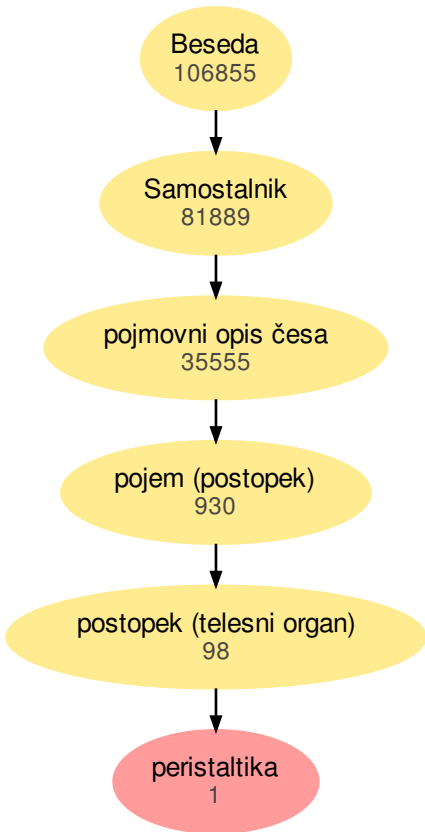 Beseda
106855
Samostalnik
81889
pojmovni opis česa
35555
pojem (postopek)
930
postopek (telesni organ)
98
peristaltika
1